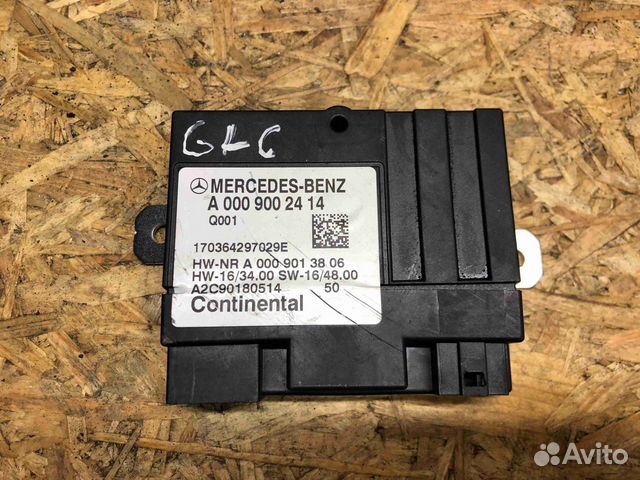 GLC
MERCEDES-BENZ
A 000 900 24 14
Q001
170364297029E
HW-NR A 000 901 38 06
HW-16/34.00 SW-16/48.00
A2C90180514 50
Continental
Avito